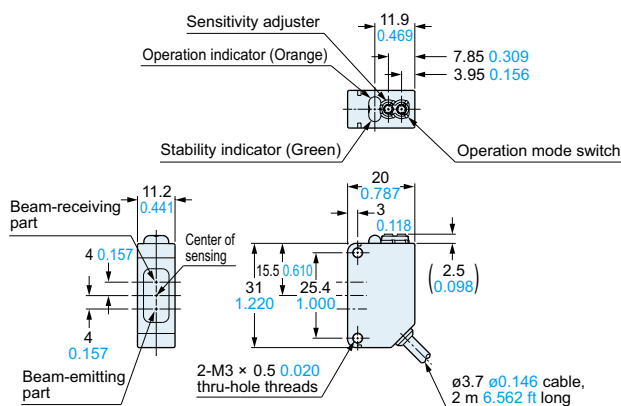 Sensitivity adjuster
11.9
0.469
Operation indicator (Orange)
7.85 0.309
3.95 0.156
Stability indicator (Green)
Operation mode switch
11.2
0.441
20
0.787
Beam-receiving
part
3
0.118
Center of
sensing
4 0.157
15.5 0.610
31
1.220
25.4
1.000
(2.5
0.098)
4
0.157
Beam-emitting
part
2-M3 × 0.5 0.020
thru-hole threads
ø3.7 ø0.146 cable,
2 m 6.562 ft long